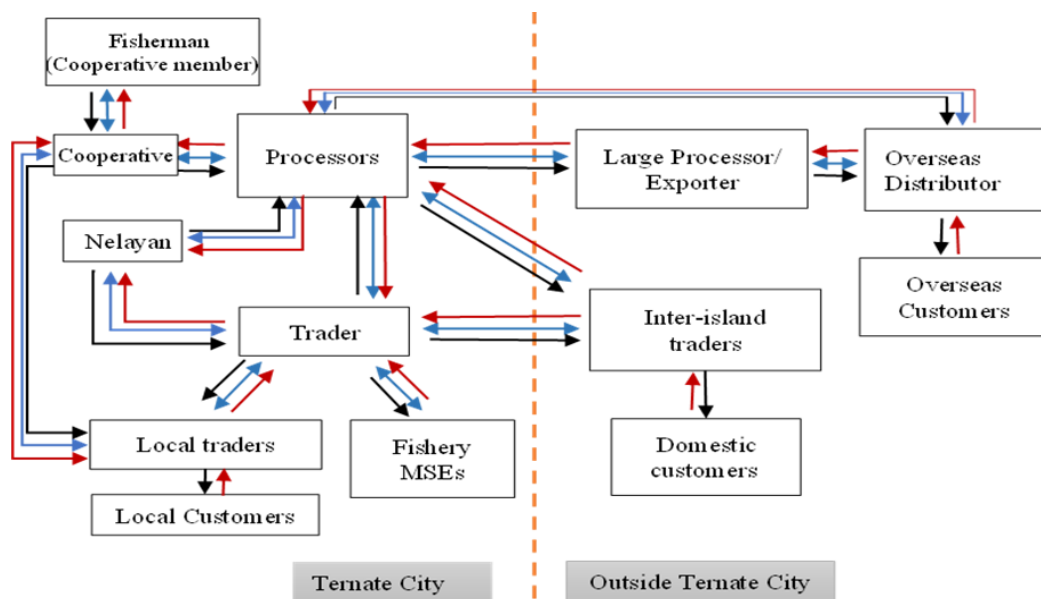 Fisherman
(Cooperative member)
Cooperative
Processors
Large Processor/
Exporter
Overseas
Distributor
Nelayan
Overseas
Customers
Trader
Inter-island
traders
Local traders
Fishery
MSEs
Domestic
customers
Local Customers
Ternate City
Outside Ternate City